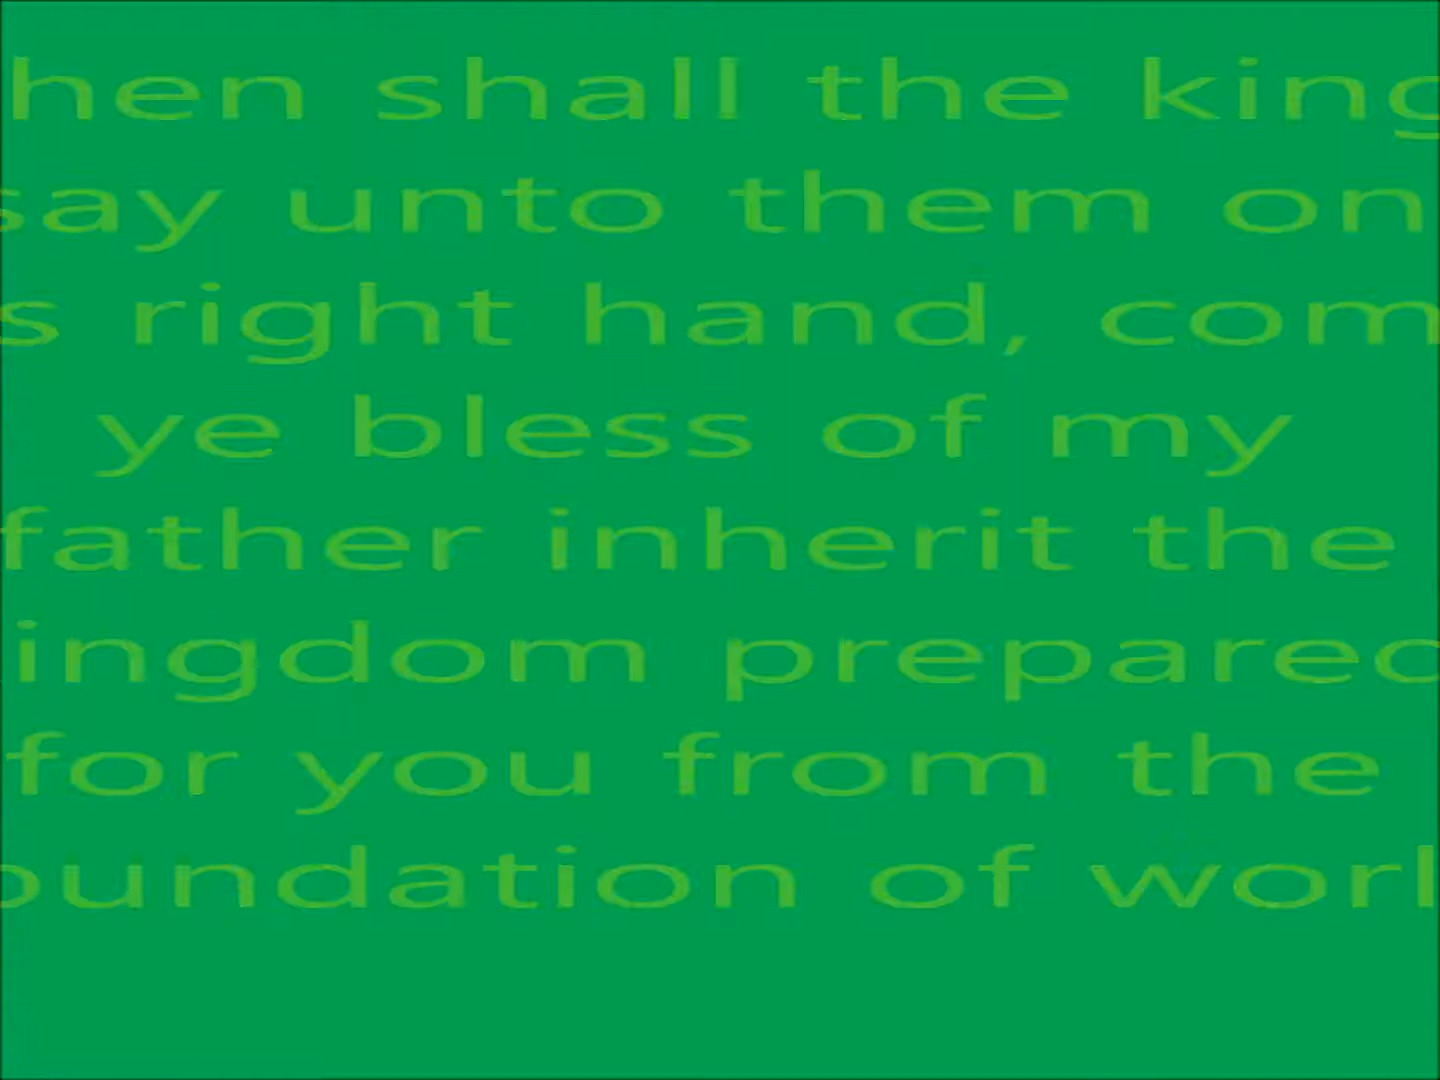 hen shall the king
say unto them on
s right hand, com
ye bless of my
father inherit the
ingdom prepared
for you from the
oundation of worl